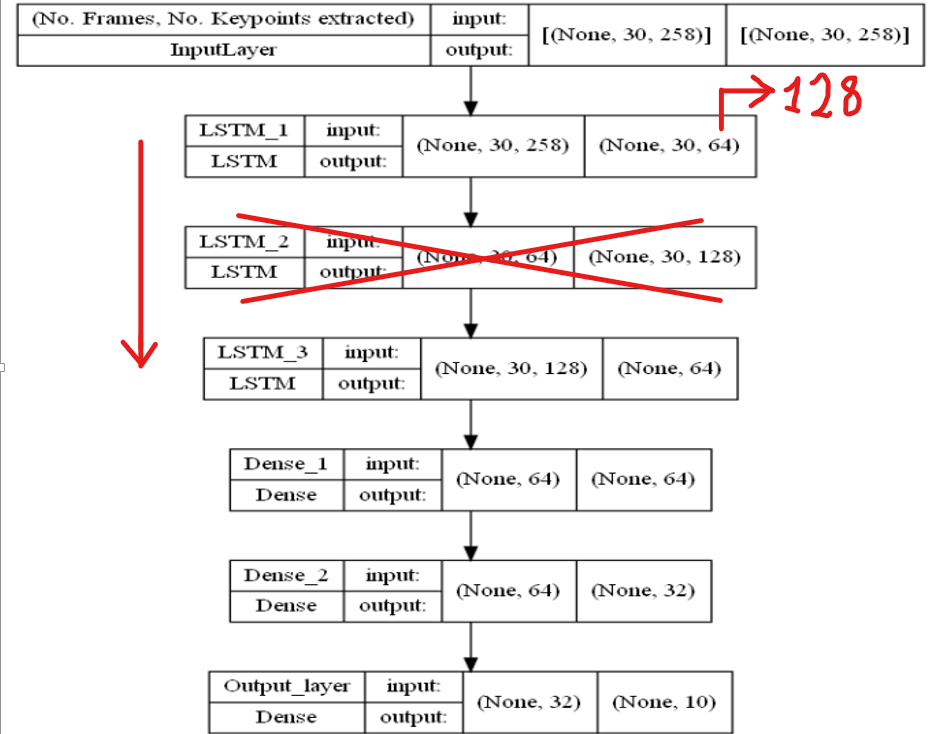 (No. Frames, No. Keypoints extracted) input: [(None, 30, 258)] [(None, 30, 258)]
InputLayer output:
128
LSTM_1 input: (None, 30, 258) (None, 30, 64)
LSTM output:
LSTM_2 input: (None, 30, 64) (None, 30, 128)
LSTM output:
LSTM_3 input: (None, 30, 128) (None, 64)
LSTM output:
Dense_1 input: (None, 64) (None, 64)
Dense output:
Dense_2 input: (None, 64) (None, 32)
Dense output:
Output_layer input: (None, 32) (None, 10)
Dense output: